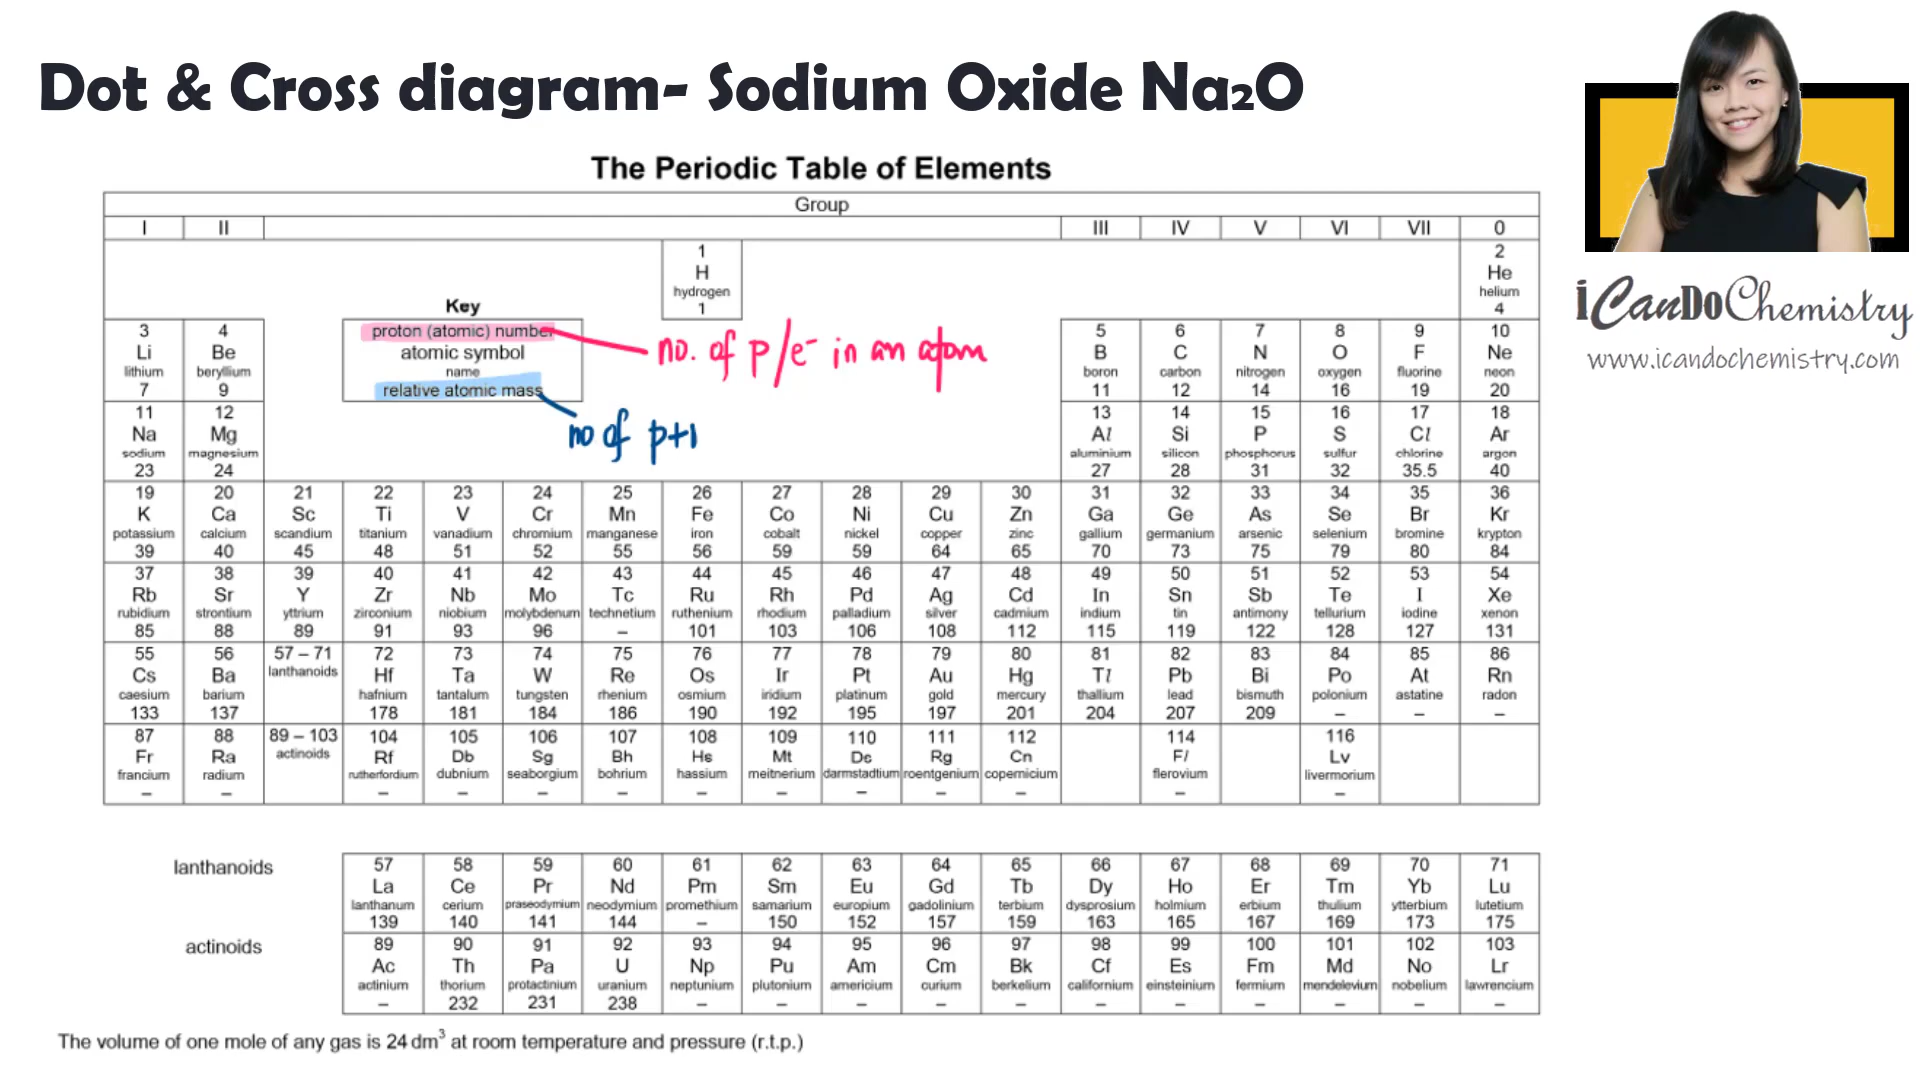 Dot & Cross diagram- Sodium Oxide Na₂O
iCanDoChemistry
www.icandochemistry.com
The Periodic Table of Elements
Group
I II III IV V VI VII 0
1 2
H He
hydrogen helium
1 4
Key
proton (atomic) number
atomic symbol
name
relative atomic mass
no. of p/e⁻ in an atom
no of p+n
3 4 5 6 7 8 9 10
Li Be B C N O F Ne
lithium beryllium boron carbon nitrogen oxygen fluorine neon
7 9 11 12 14 16 19 20
11 12 13 14 15 16 17 18
Na Mg Al Si P S Cl Ar
sodium magnesium aluminium silicon phosphorus sulfur chlorine argon
23 24 27 28 31 32 35.5 40
19 20 21 22 23 24 25 26 27 28 29 30 31 32 33 34 35 36
K Ca Sc Ti V Cr Mn Fe Co Ni Cu Zn Ga Ge As Se Br Kr
potassium calcium scandium titanium vanadium chromium manganese iron cobalt nickel copper zinc gallium germanium arsenic selenium bromine krypton
39 40 45 48 51 52 55 56 59 59 64 65 70 73 75 79 80 84
37 38 39 40 41 42 43 44 45 46 47 48 49 50 51 52 53 54
Rb Sr Y Zr Nb Mo Tc Ru Rh Pd Ag Cd In Sn Sb Te I Xe
rubidium strontium yttrium zirconium niobium molybdenum technetium ruthenium rhodium palladium silver cadmium indium tin antimony tellurium iodine xenon
85 88 89 91 93 96 – 101 103 106 108 112 115 119 122 128 127 131
55 56 57 – 71 72 73 74 75 76 77 78 79 80 81 82 83 84 85 86
Cs Ba lanthanoids Hf Ta W Re Os Ir Pt Au Hg Tl Pb Bi Po At Rn
caesium barium hafnium tantalum tungsten rhenium osmium iridium platinum gold mercury thallium lead bismuth polonium astatine radon
133 137 178 181 184 186 190 192 195 197 201 204 207 209 – – –
87 88 89 – 103 104 105 106 107 108 109 110 111 112 114 116
Fr Ra actinoids Rf Db Sg Bh Hs Mt Ds Rg Cn Fl Lv
francium radium rutherfordium dubnium seaborgium bohrium hassium meitnerium darmstadtium roentgenium copernicium flerovium livermorium
– – – – – – – – – – – – –
lanthanoids
57 58 59 60 61 62 63 64 65 66 67 68 69 70 71
La Ce Pr Nd Pm Sm Eu Gd Tb Dy Ho Er Tm Yb Lu
lanthanum cerium praseodymium neodymium promethium samarium europium gadolinium terbium dysprosium holmium erbium thulium ytterbium lutetium
139 140 141 144 – 150 152 157 159 163 165 167 169 173 175
actinoids
89 90 91 92 93 94 95 96 97 98 99 100 101 102 103
Ac Th Pa U Np Pu Am Cm Bk Cf Es Fm Md No Lr
actinium thorium protactinium uranium neptunium plutonium americium curium berkelium californium einsteinium fermium mendelevium nobelium lawrencium
– 232 231 238 – – – – – – – – – – –
The volume of one mole of any gas is 24 dm³ at room temperature and pressure (r.t.p.)